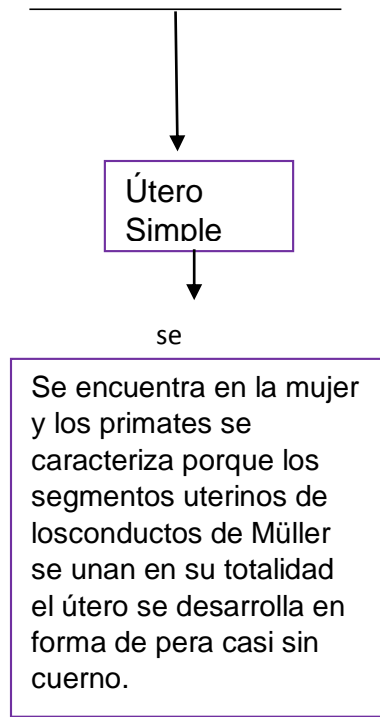 Útero
Simple
se
Se encuentra en la mujer
y los primates se
caracteriza porque los
segmentos uterinos de
losconductos de Müller
se unan en su totalidad
el útero se desarrolla en
forma de pera casi sin
cuerno.